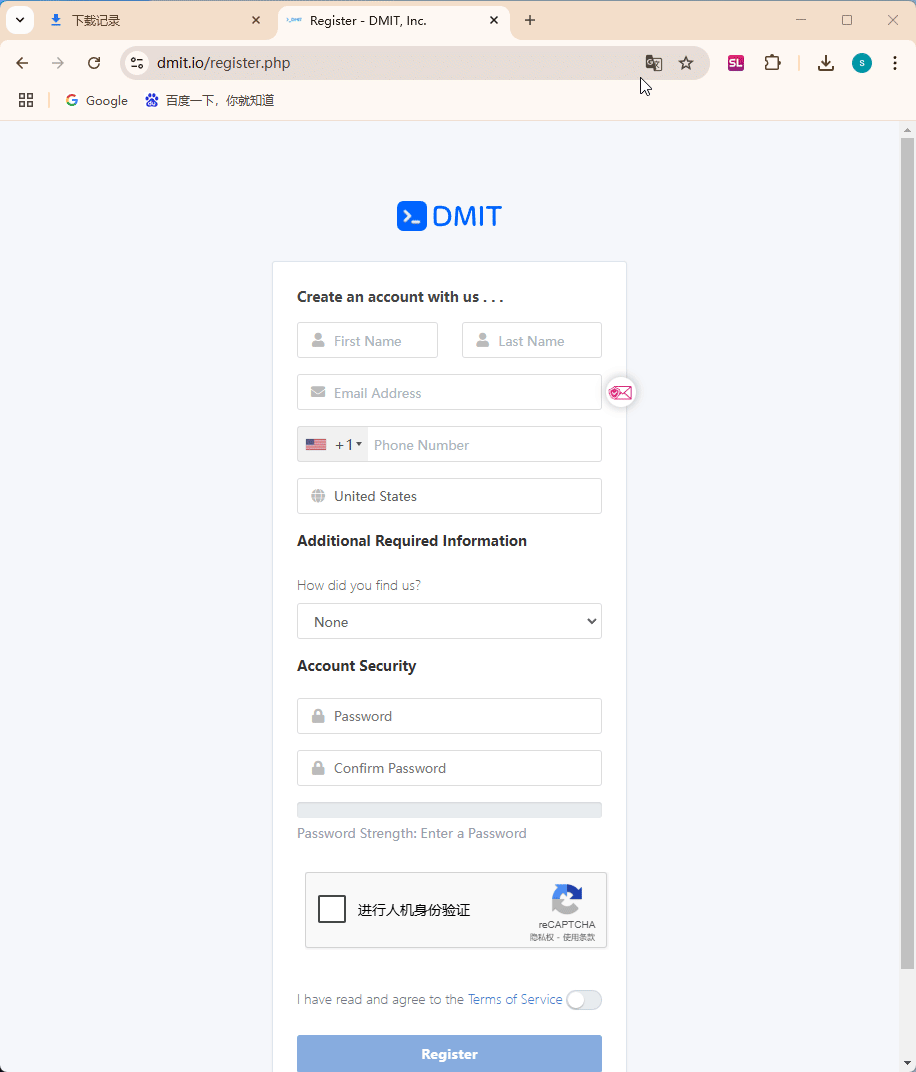 下载记录
Register - DMIT, Inc.
dmit.io/register.php
SL
S
Google
百度一下，你就知道
DMIT
Create an account with us . . .
First Name
Last Name
Email Address
+1
Phone Number
United States
Additional Required Information
How did you find us?
None
Account Security
Password
Confirm Password
Password Strength: Enter a Password
进行人机身份验证
reCAPTCHA
隐私权 - 使用条款
I have read and agree to the Terms of Service
Register